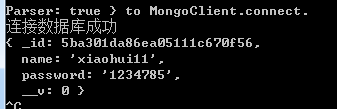 Parser: true } to MongoClient.connect.
连接数据库成功
{ _id: 5ba301da86ea05111c670f56,
name: 'xiaohui11',
password: '1234785',
__v: 0 }
^C